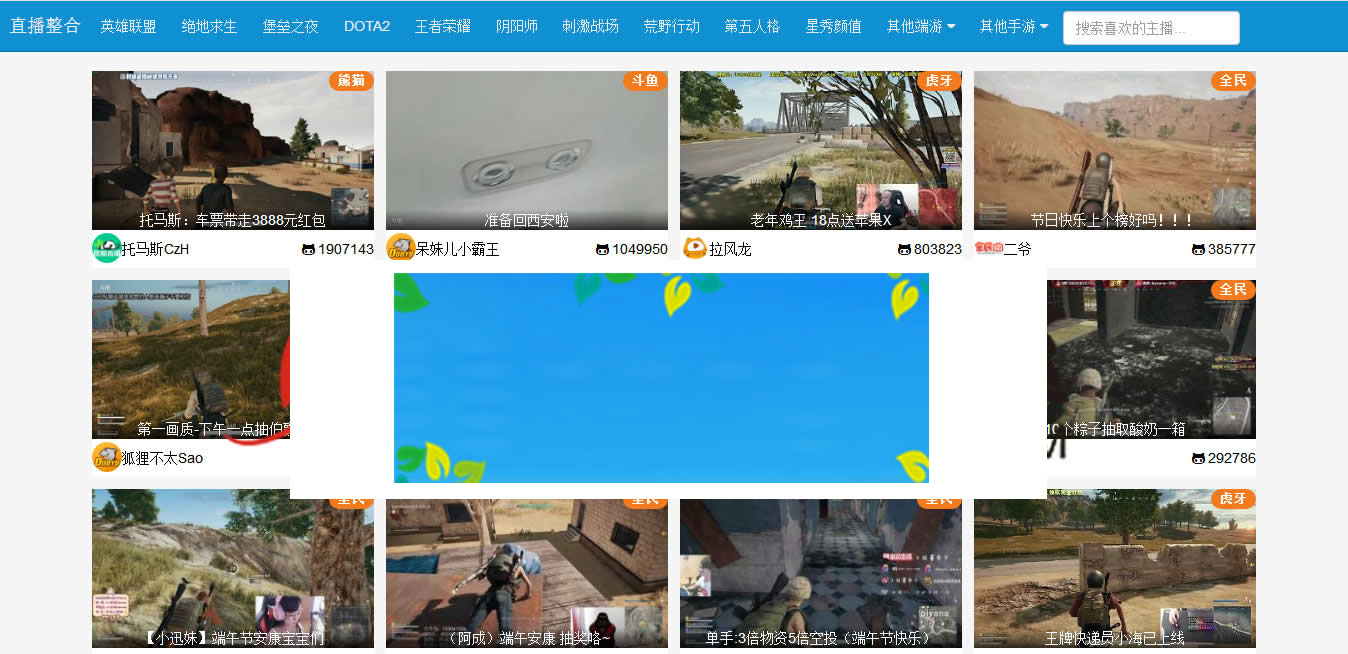 直播整合 英雄联盟 绝地求生 堡垒之夜 DOTA2 王者荣耀 阴阳师 刺激战场 荒野行动 第五人格 星秀颜值 其他端游 其他手游 搜索喜欢的主播...
熊猫 斗鱼 虎牙 全民
托马斯：车票带走3888元红包 准备回西安啦 老年鸡王 18点送苹果X 节日快乐上个榜好吗！！！
托马斯CzH 1907143 呆妹儿小霸王 1049950 拉风龙 803823 二爷 385777
全民
第一画质-下午一点抽伯 10个粽子抽取酸奶一箱
狐狸不太Sao 292786
全民 全民 全民 虎牙
【小迅妹】端午节安康宝宝们 （阿成）端午安康 抽奖咯~ 单手:3倍物资5倍空投（端午节快乐） 王牌快递员小海已上线